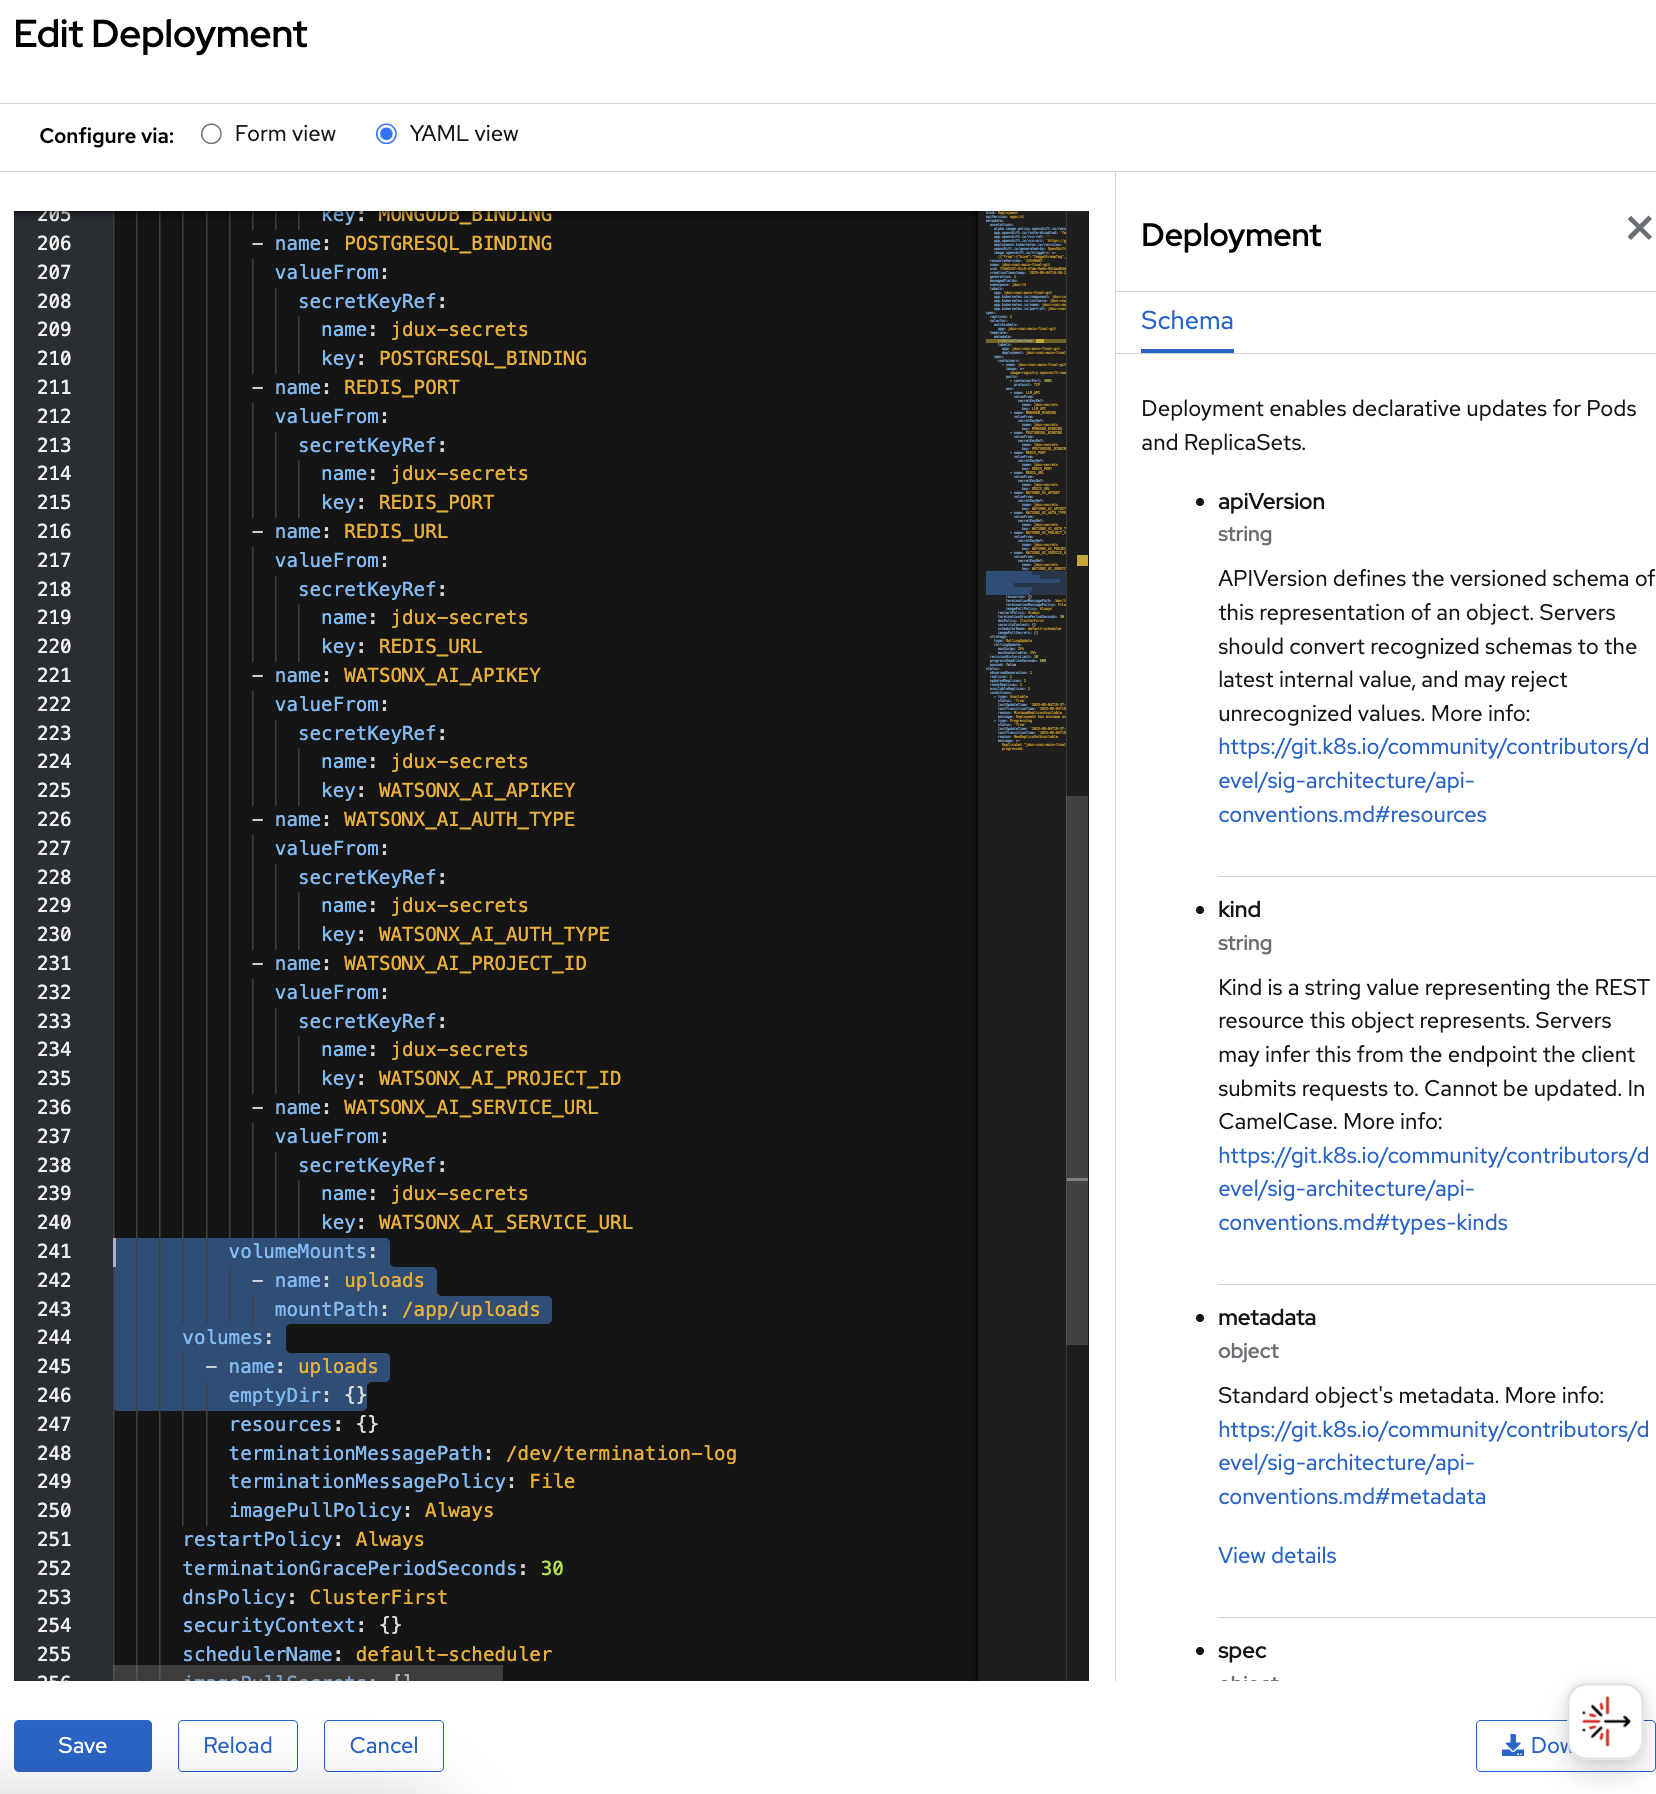 Edit Deployment
Configure via:
Form view
YAML view
205 key: MONGODB_BINDING
206 - name: POSTGRESQL_BINDING
207 valueFrom:
208 secretKeyRef:
209 name: jdux-secrets
210 key: POSTGRESQL_BINDING
211 - name: REDIS_PORT
212 valueFrom:
213 secretKeyRef:
214 name: jdux-secrets
215 key: REDIS_PORT
216 - name: REDIS_URL
217 valueFrom:
218 secretKeyRef:
219 name: jdux-secrets
220 key: REDIS_URL
221 - name: WATSONX_AI_APIKEY
222 valueFrom:
223 secretKeyRef:
224 name: jdux-secrets
225 key: WATSONX_AI_APIKEY
226 - name: WATSONX_AI_AUTH_TYPE
227 valueFrom:
228 secretKeyRef:
229 name: jdux-secrets
230 key: WATSONX_AI_AUTH_TYPE
231 - name: WATSONX_AI_PROJECT_ID
232 valueFrom:
233 secretKeyRef:
234 name: jdux-secrets
235 key: WATSONX_AI_PROJECT_ID
236 - name: WATSONX_AI_SERVICE_URL
237 valueFrom:
238 secretKeyRef:
239 name: jdux-secrets
240 key: WATSONX_AI_SERVICE_URL
241 volumeMounts:
242 - name: uploads
243 mountPath: /app/uploads
244 volumes:
245 - name: uploads
246 emptyDir: {}
247 resources: {}
248 terminationMessagePath: /dev/termination-log
249 terminationMessagePolicy: File
250 imagePullPolicy: Always
251 restartPolicy: Always
252 terminationGracePeriodSeconds: 30
253 dnsPolicy: ClusterFirst
254 securityContext: {}
255 schedulerName: default-scheduler
256 imagePullSecrets: []
Deployment
Schema
Deployment enables declarative updates for Pods
and ReplicaSets.
• apiVersion
string
APIVersion defines the versioned schema of
this representation of an object. Servers
should convert recognized schemas to the
latest internal value, and may reject
unrecognized values. More info:
https://git.k8s.io/community/contributors/d
evel/sig-architecture/api-
conventions.md#resources
• kind
string
Kind is a string value representing the REST
resource this object represents. Servers
may infer this from the endpoint the client
submits requests to. Cannot be updated. In
CamelCase. More info:
https://git.k8s.io/community/contributors/d
evel/sig-architecture/api-
conventions.md#types-kinds
• metadata
object
Standard object's metadata. More info:
https://git.k8s.io/community/contributors/d
evel/sig-architecture/api-
conventions.md#metadata
View details
• spec
object
Save
Reload
Cancel
Dow